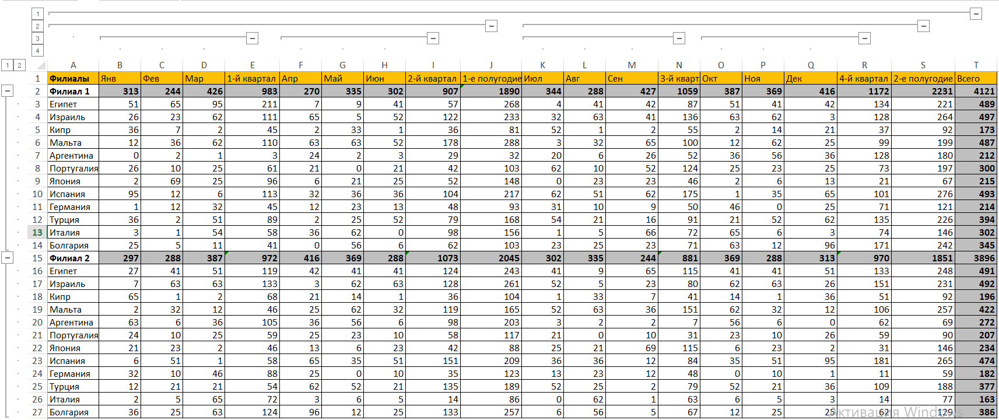 1
2
3
4
1 2 A B C D E F G H I J K L M N O P Q R S T
1 Филиалы Янв Фев Мар 1-й квартал Апр Май Июн 2-й квартал 1-е полугодие Июл Авг Сен 3-й кварт Окт Ноя Дек 4-й квартал 2-е полугодие Всего
2 Филиал 1 313 244 426 983 270 335 302 907 1890 344 288 427 1059 387 369 416 1172 2231 4121
3 Египет 51 65 95 211 7 9 41 57 268 4 41 42 87 51 41 42 134 221 489
4 Израиль 26 23 62 111 65 5 52 122 233 32 63 41 136 63 62 3 128 264 497
5 Кипр 36 7 2 45 2 33 1 36 81 52 1 2 55 2 14 21 37 92 173
6 Мальта 12 36 62 110 63 63 52 178 288 3 32 65 100 12 62 25 99 199 487
7 Аргентина 0 2 1 3 24 2 3 29 32 20 6 26 52 36 56 36 128 180 212
8 Португалия 26 10 25 61 21 0 21 42 103 62 10 52 124 25 23 25 73 197 300
9 Япония 2 69 25 96 6 21 25 52 148 0 23 23 46 2 6 13 21 67 215
10 Испания 95 12 6 113 32 36 36 104 217 62 51 62 175 1 35 65 101 276 493
11 Германия 1 12 32 45 12 23 13 48 93 31 10 9 50 46 0 25 71 121 214
12 Турция 36 2 51 89 2 25 52 79 168 54 21 16 91 21 52 62 135 226 394
13 Италия 3 1 54 58 36 62 0 98 156 1 5 66 72 65 6 3 74 146 302
14 Болгария 25 5 11 41 0 56 6 62 103 23 25 23 71 63 12 96 171 242 345
15 Филиал 2 297 288 387 972 416 369 288 1073 2045 302 335 244 881 369 288 313 970 1851 3896
16 Египет 27 41 51 119 42 41 41 124 243 41 9 65 115 41 41 51 133 248 491
17 Израиль 7 63 63 133 3 62 63 128 261 52 5 23 80 62 63 26 151 231 492
18 Кипр 65 1 2 68 21 14 1 36 104 1 33 7 41 14 1 36 51 92 196
19 Мальта 2 32 12 46 25 62 32 119 165 52 63 36 151 62 32 12 106 257 422
20 Аргентина 63 6 36 105 36 56 6 98 203 3 2 2 7 56 6 0 62 69 272
21 Португалия 24 10 25 59 25 23 10 58 117 21 0 10 31 23 10 26 59 90 207
22 Япония 21 23 2 46 13 6 23 42 88 25 21 69 115 6 23 2 31 146 234
23 Испания 6 51 1 58 65 35 51 151 209 36 36 12 84 35 51 95 181 265 474
24 Германия 32 10 46 88 25 0 10 35 123 13 23 12 48 0 10 1 11 59 182
25 Турция 12 21 21 54 62 52 21 135 189 52 25 2 79 52 21 36 109 188 377
26 Италия 2 5 65 72 3 6 5 14 86 0 62 1 63 6 5 3 14 77 163
27 Болгария 36 25 63 124 96 12 25 133 257 6 56 5 67 12 25 25 62 129 386
Активация Windows